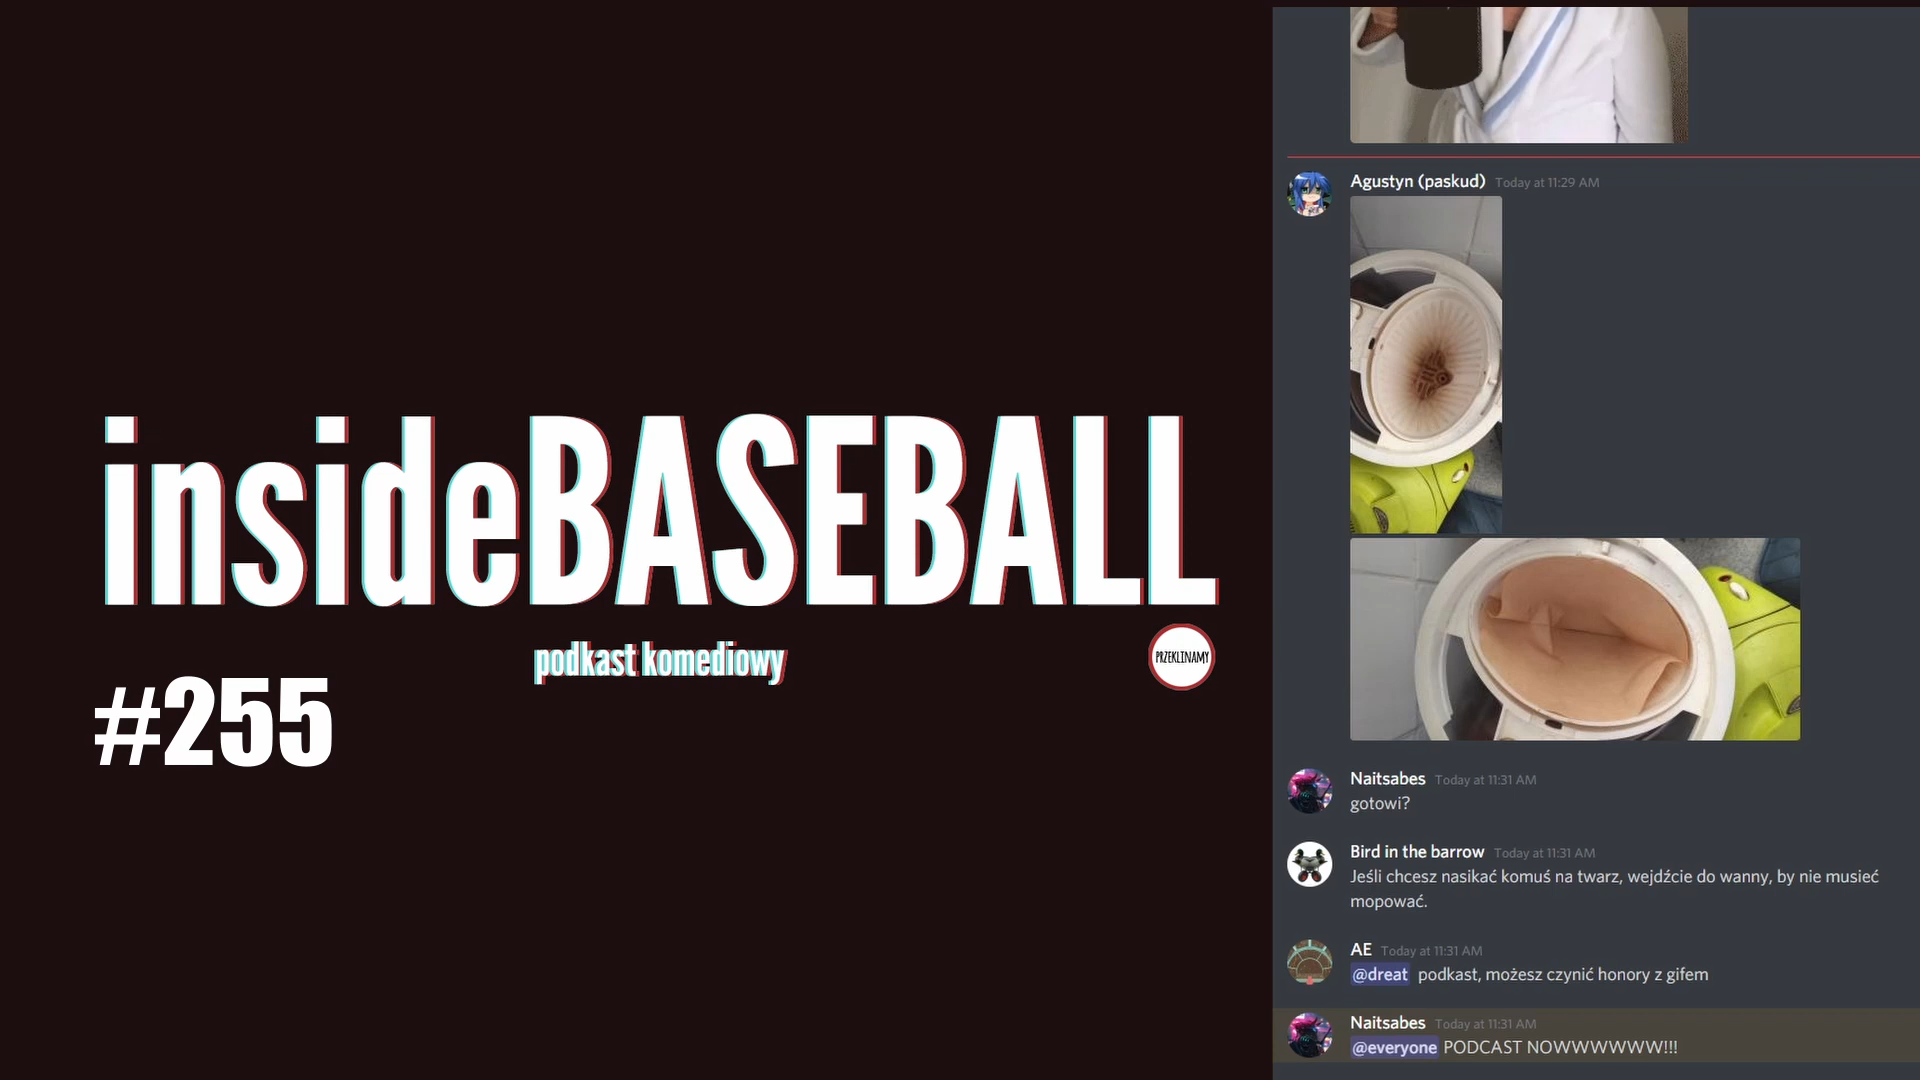 insideBASEBALL
podkast komediowy
PRZEKLINAMY
#255
Agustyn (paskud) Today at 11:29 AM
Naitsabes Today at 11:31 AM
gotowi?
Bird in the barrow Today at 11:31 AM
Jeśli chcesz nasikać komuś na twarz, wejdźcie do wanny, by nie musieć
mopować.
AE Today at 11:31 AM
@dreat podkast, możesz czynić honory z gifem
Naitsabes Today at 11:31 AM
@everyone PODCAST NOWWWWWW!!!